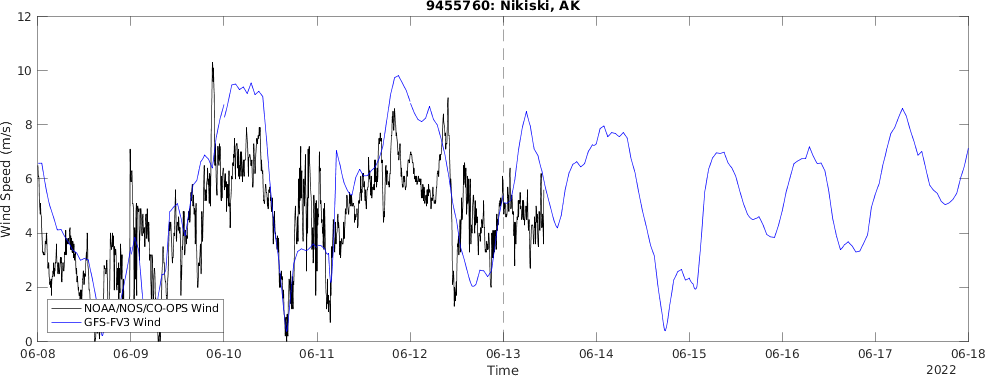 9455760: Nikiski, AK
12
10
8
6
4
2
0
Wind Speed (m/s)
NOAA/NOS/CO-OPS Wind
GFS-FV3 Wind
06-08 06-09 06-10 06-11 06-12 06-13 06-14 06-15 06-16 06-17 06-18
Time
2022